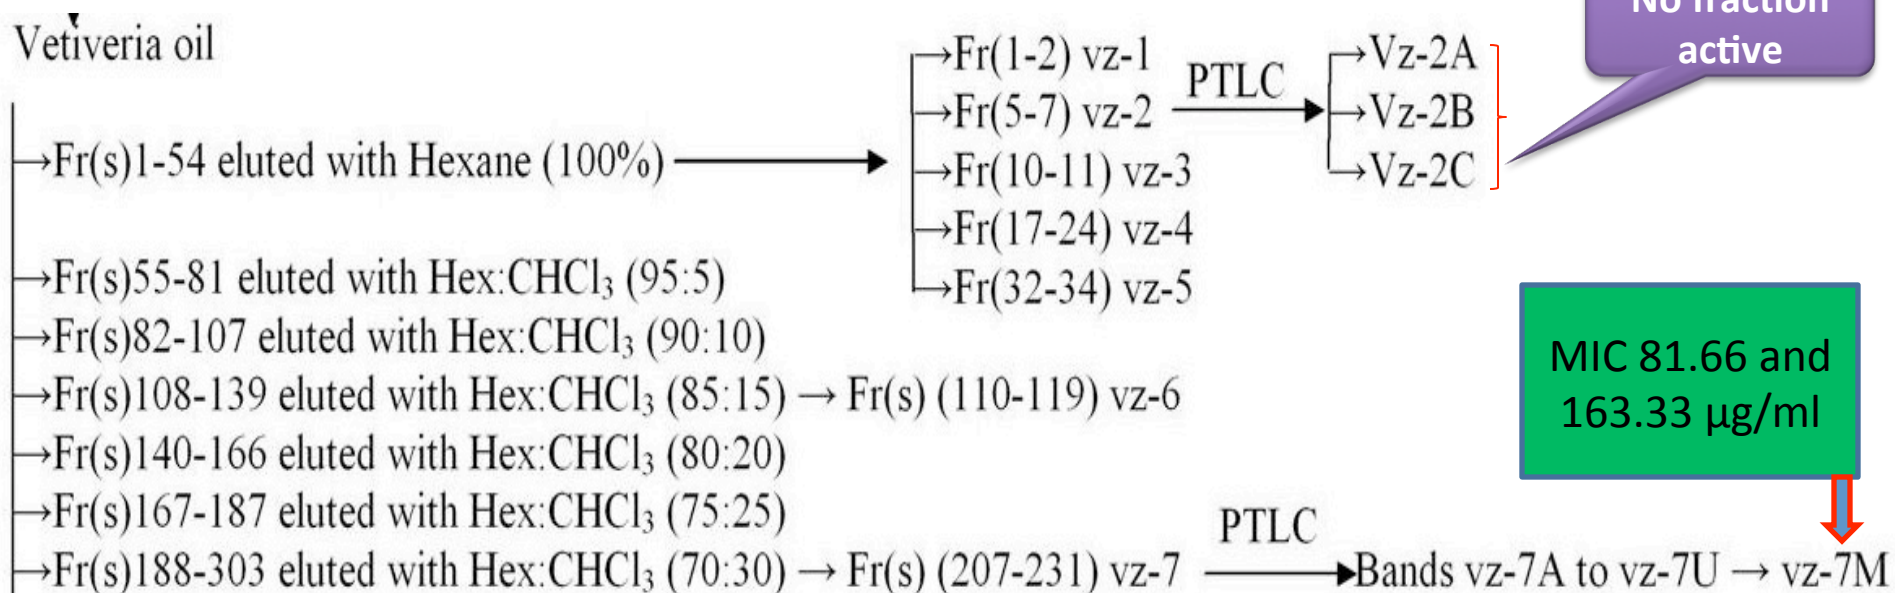 Vetiveria oil
→Fr(s)1-54 eluted with Hexane (100%)
→Fr(1-2) vz-1
→Fr(5-7) vz-2
→Fr(10-11) vz-3
→Fr(17-24) vz-4
→Fr(32-34) vz-5
PTLC
→Vz-2A
→Vz-2B
→Vz-2C
No fraction
active
→Fr(s)55-81 eluted with Hex:CHCl₃ (95:5)
→Fr(s)82-107 eluted with Hex:CHCl₃ (90:10)
→Fr(s)108-139 eluted with Hex:CHCl₃ (85:15) → Fr(s) (110-119) vz-6
→Fr(s)140-166 eluted with Hex:CHCl₃ (80:20)
→Fr(s)167-187 eluted with Hex:CHCl₃ (75:25)
→Fr(s)188-303 eluted with Hex:CHCl₃ (70:30) → Fr(s) (207-231) vz-7
PTLC
Bands vz-7A to vz-7U → vz-7M
MIC 81.66 and
163.33 µg/ml